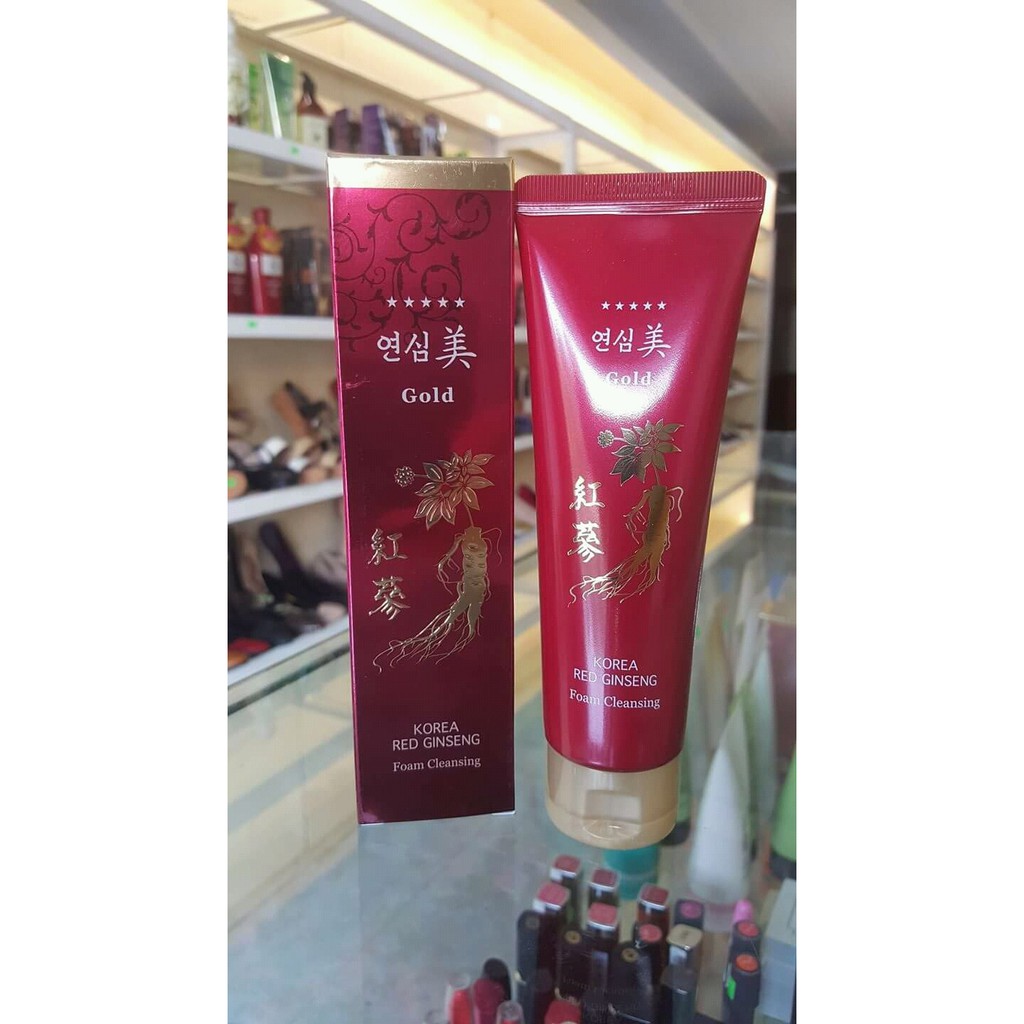 ★★★★★
연심美
Gold
紅蔘
KOREA
RED GINSENG
Foam Cleansing
★★★★★
연심美
Gold
紅蔘
KOREA
RED GINSENG
Foam Cleansing